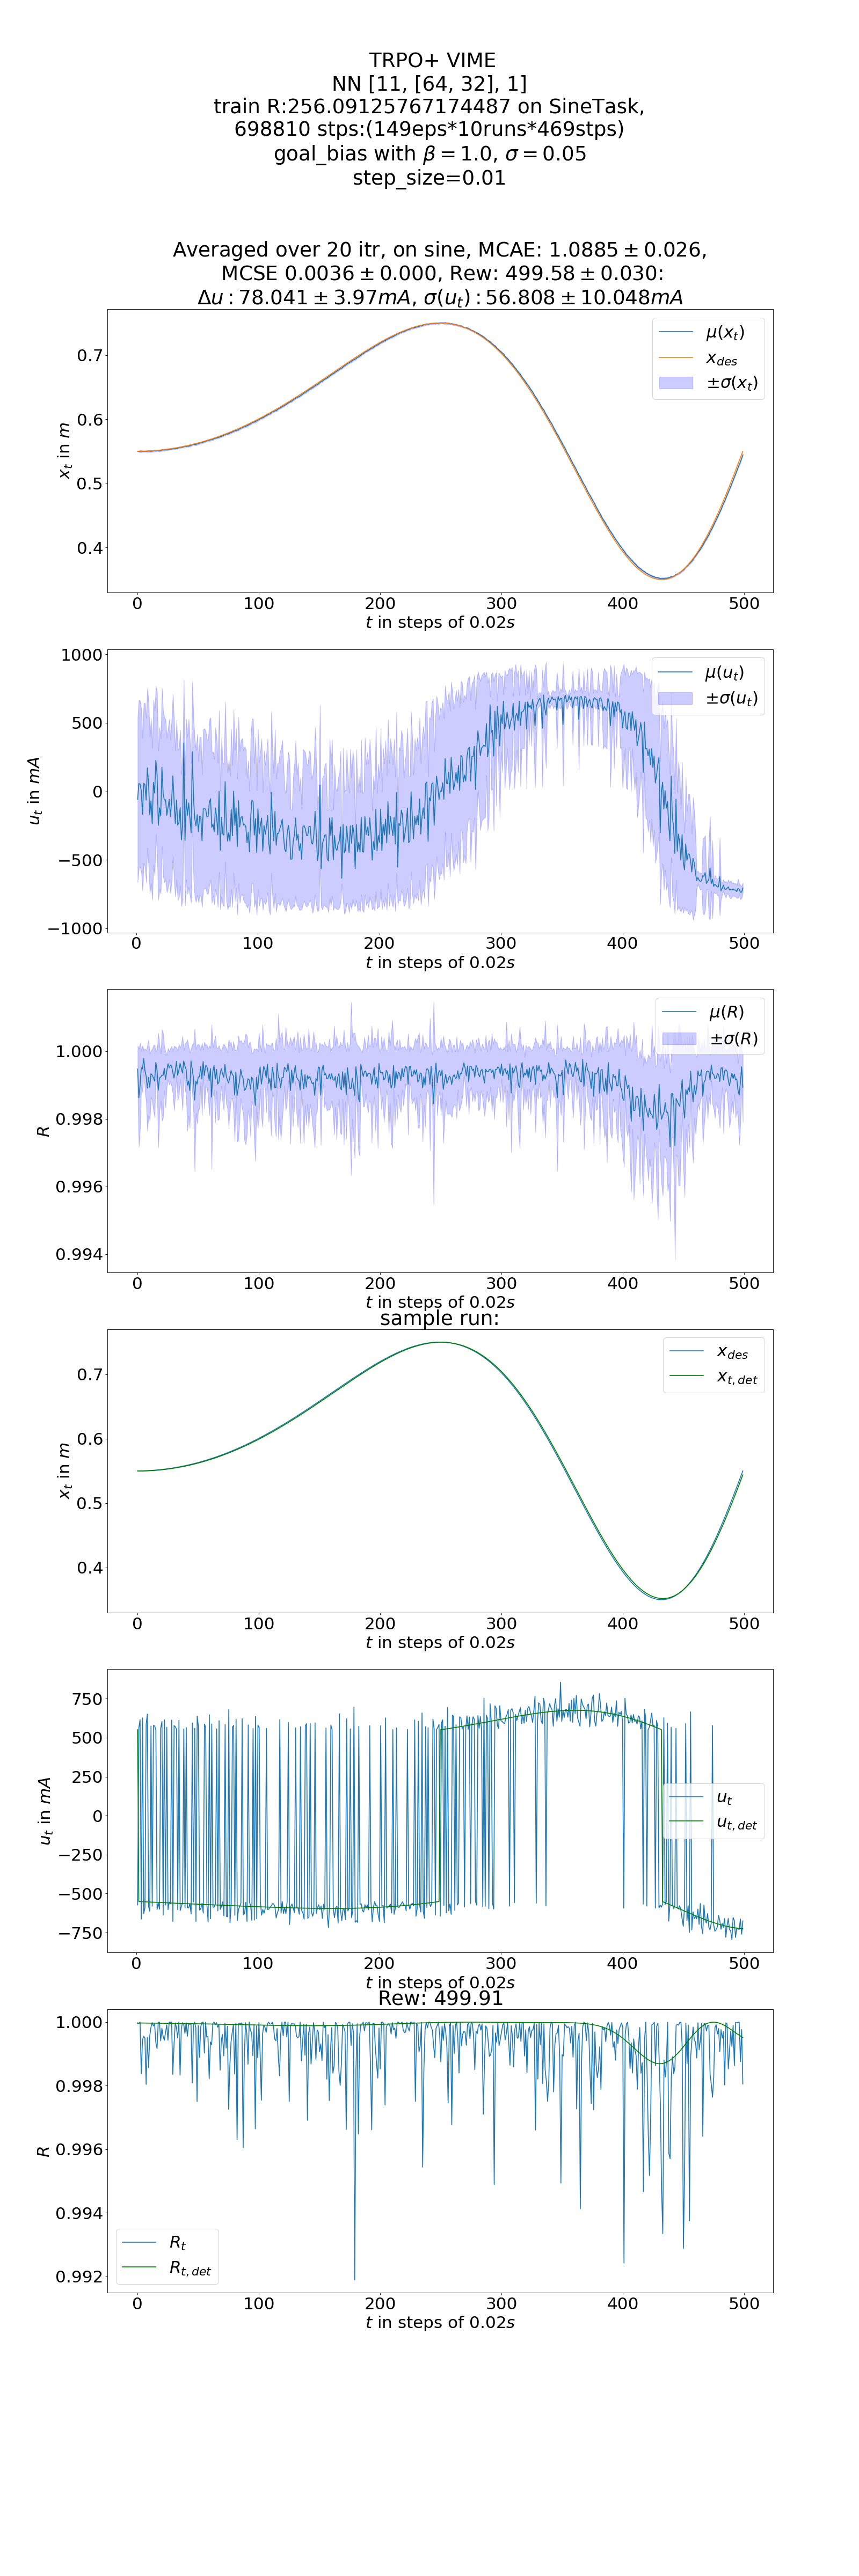 TRPO+ VIME
NN [11, [64, 32], 1]
train R:256.09125767174487 on SineTask,
698810 stps:(149eps*10runs*469stps)
goal_bias with β = 1.0, σ = 0.05
step_size=0.01
Averaged over 20 itr, on sine, MCAE: 1.0885 ± 0.026,
MCSE 0.0036 ± 0.000, Rew: 499.58 ± 0.030:
Δu : 78.041 ± 3.97mA, σ(u_t) : 56.808 ± 10.048mA
μ(x_t)
x_des
±σ(x_t)
0.7
0.6
0.5
0.4
x_t in m
0 100 200 300 400 500
t in steps of 0.02s
μ(u_t)
±σ(u_t)
1000
500
0
−500
−1000
u_t in mA
0 100 200 300 400 500
t in steps of 0.02s
μ(R)
±σ(R)
1.000
0.998
0.996
0.994
R
0 100 200 300 400 500
t in steps of 0.02s
sample run:
x_des
x_t,det
0.7
0.6
0.5
0.4
x_t in m
0 100 200 300 400 500
t in steps of 0.02s
750
500
250
0
−250
−500
−750
u_t in mA
u_t
u_t,det
0 100 200 300 400 500
t in steps of 0.02s
Rew: 499.91
1.000
0.998
0.996
0.994
0.992
R
R_t
R_t,det
0 100 200 300 400 500
t in steps of 0.02s